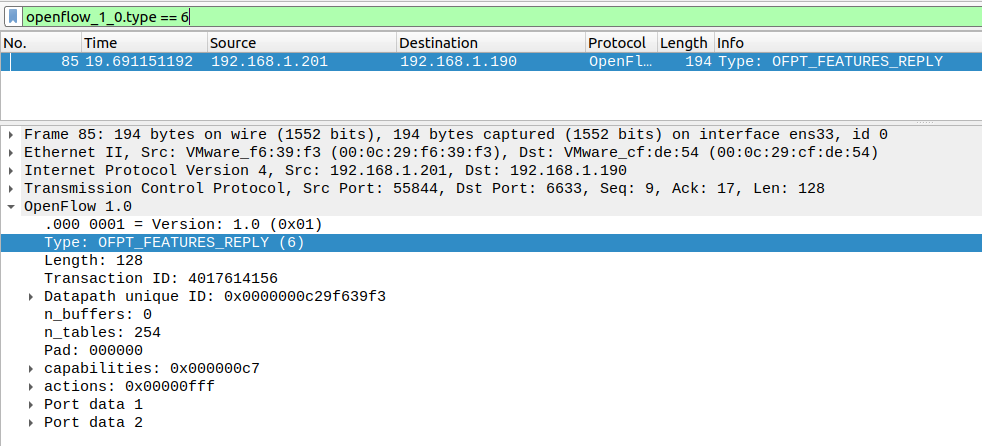 openflow_1_0.type == 6
No. Time Source Destination Protocol Length Info
85 19.691151192 192.168.1.201 192.168.1.190 OpenFl… 194 Type: OFPT_FEATURES_REPLY
Frame 85: 194 bytes on wire (1552 bits), 194 bytes captured (1552 bits) on interface ens33, id 0
Ethernet II, Src: VMware_f6:39:f3 (00:0c:29:f6:39:f3), Dst: VMware_cf:de:54 (00:0c:29:cf:de:54)
Internet Protocol Version 4, Src: 192.168.1.201, Dst: 192.168.1.190
Transmission Control Protocol, Src Port: 55844, Dst Port: 6633, Seq: 9, Ack: 17, Len: 128
OpenFlow 1.0
.000 0001 = Version: 1.0 (0x01)
Type: OFPT_FEATURES_REPLY (6)
Length: 128
Transaction ID: 4017614156
Datapath unique ID: 0x0000000c29f639f3
n_buffers: 0
n_tables: 254
Pad: 000000
capabilities: 0x000000c7
actions: 0x00000fff
Port data 1
Port data 2